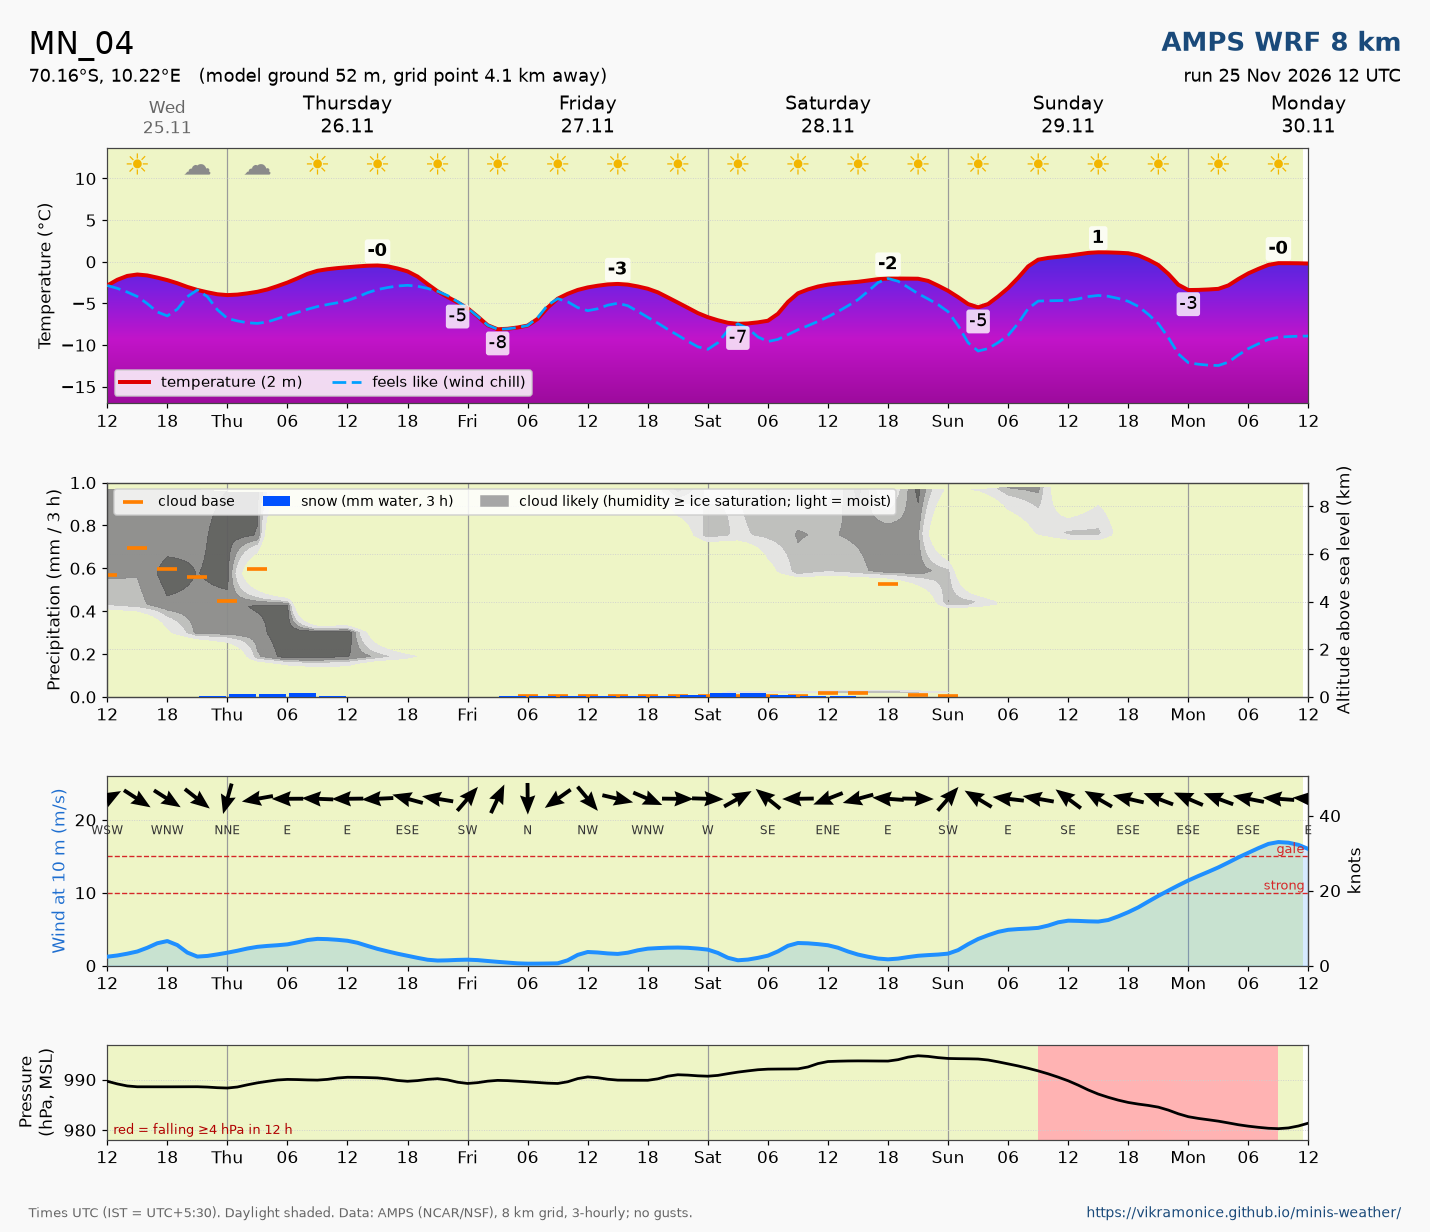 MN_04
AMPS WRF 8 km
70.16°S, 10.22°E (model ground 52 m, grid point 4.1 km away)
run 25 Nov 2026 12 UTC
Wed Thursday Friday Saturday Sunday Monday
25.11 26.11 27.11 28.11 29.11 30.11
Temperature (°C)
10
5
0
−5
−10
−15
-0 -3 -2 1 -0
-5 -8 -7 -5 -3
temperature (2 m) feels like (wind chill)
12 18 Thu 06 12 18 Fri 06 12 18 Sat 06 12 18 Sun 06 12 18 Mon 06 12
Precipitation (mm / 3 h)
1.0
0.8
0.6
0.4
0.2
0.0
cloud base snow (mm water, 3 h) cloud likely (humidity ≥ ice saturation; light = moist)
8
6
4
2
0
Altitude above sea level (km)
12 18 Thu 06 12 18 Fri 06 12 18 Sat 06 12 18 Sun 06 12 18 Mon 06 12
Wind at 10 m (m/s)
20
10
0
WSW WNW NNE E E ESE SW N NW WNW W SE ENE E SW E SE ESE ESE ESE E
gale
strong
40
20
0
knots
12 18 Thu 06 12 18 Fri 06 12 18 Sat 06 12 18 Sun 06 12 18 Mon 06 12
Pressure
(hPa, MSL)
990
980
red = falling ≥4 hPa in 12 h
12 18 Thu 06 12 18 Fri 06 12 18 Sat 06 12 18 Sun 06 12 18 Mon 06 12
Times UTC (IST = UTC+5:30). Daylight shaded. Data: AMPS (NCAR/NSF), 8 km grid, 3-hourly; no gusts.
https://vikramonice.github.io/minis-weather/